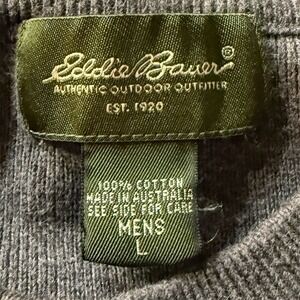 Eddie Bauer®
AUTHENTIC OUTDOOR OUTFITTER
EST. 1920
100% COTTON
MADE IN AUSTRALIA
SEE SIDE FOR CARE
MENS
L